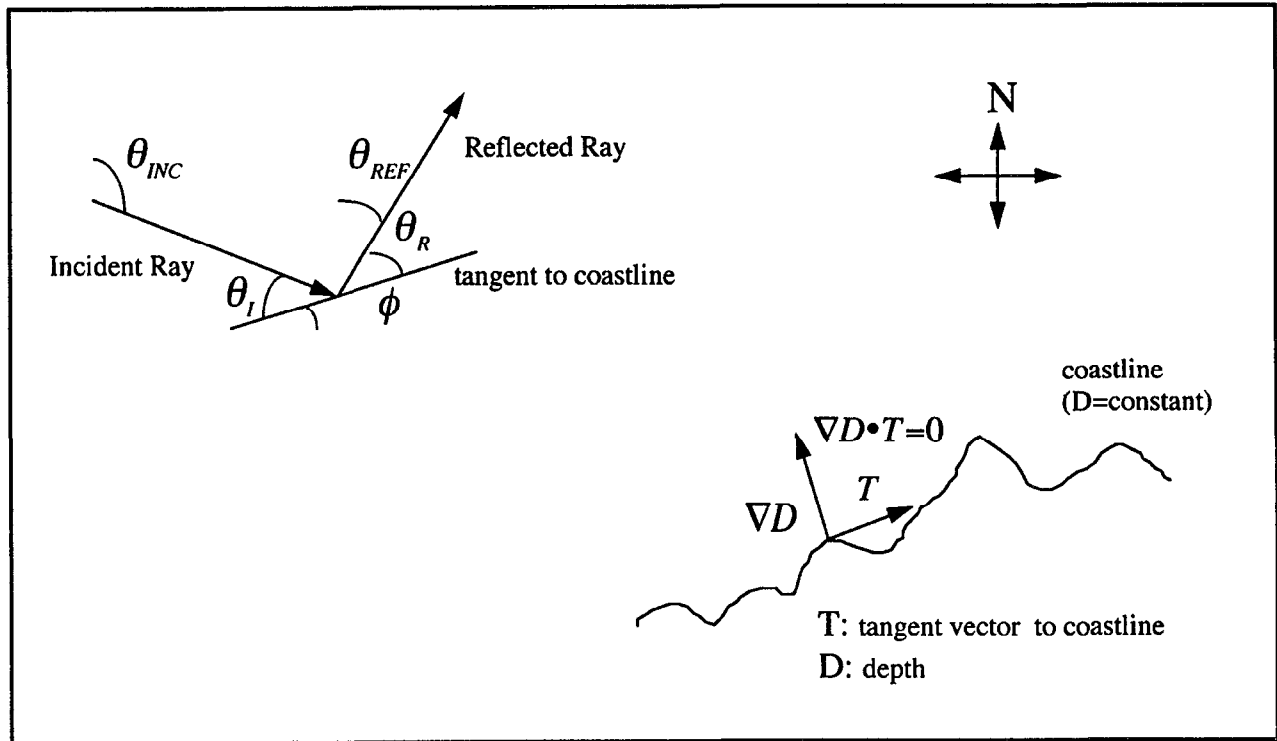 N
θ_INC
θ_REF
Reflected Ray
θ_R
Incident Ray
tangent to coastline
θ_I
ϕ
coastline
(D=constant)
∇D•T=0
T
∇D
T: tangent vector to coastline
D: depth